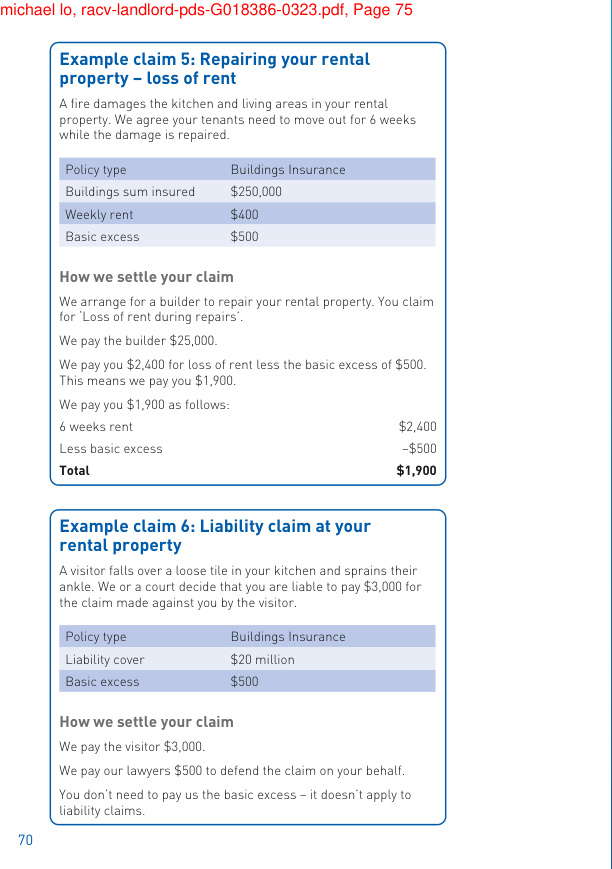 michael lo, racv-landlord-pds-G018386-0323.pdf, Page 75
Example claim 5: Repairing your rental
property – loss of rent
A fire damages the kitchen and living areas in your rental
property. We agree your tenants need to move out for 6 weeks
while the damage is repaired.
Policy type Buildings Insurance
Buildings sum insured $250,000
Weekly rent $400
Basic excess $500
How we settle your claim
We arrange for a builder to repair your rental property. You claim
for ‘Loss of rent during repairs’.
We pay the builder $25,000.
We pay you $2,400 for loss of rent less the basic excess of $500.
This means we pay you $1,900.
We pay you $1,900 as follows:
6 weeks rent $2,400
Less basic excess –$500
Total $1,900
Example claim 6: Liability claim at your
rental property
A visitor falls over a loose tile in your kitchen and sprains their
ankle. We or a court decide that you are liable to pay $3,000 for
the claim made against you by the visitor.
Policy type Buildings Insurance
Liability cover $20 million
Basic excess $500
How we settle your claim
We pay the visitor $3,000.
We pay our lawyers $500 to defend the claim on your behalf.
You don’t need to pay us the basic excess – it doesn’t apply to
liability claims.
70